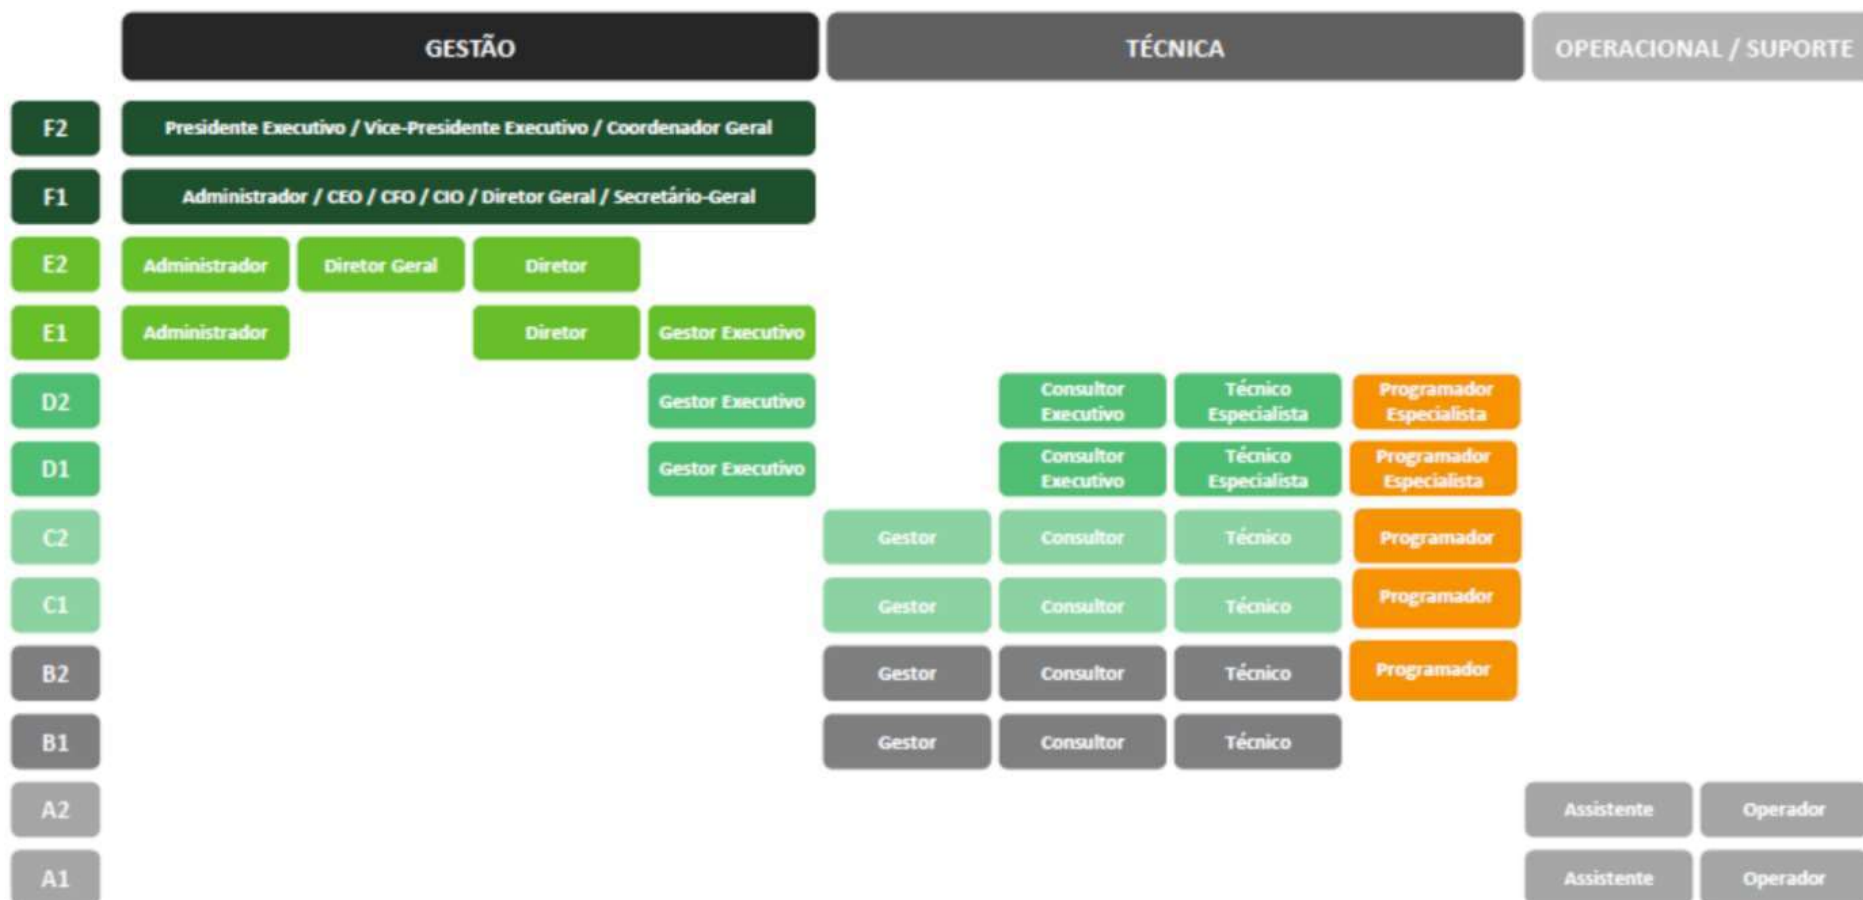 GESTÃO
TÉCNICA
OPERACIONAL / SUPORTE
F2
Presidente Executivo / Vice-Presidente Executivo / Coordenador Geral
F1
Administrador / CEO / CFO / CIO / Diretor Geral / Secretário-Geral
E2
Administrador
Diretor Geral
Diretor
E1
Administrador
Diretor
Gestor Executivo
D2
Gestor Executivo
Consultor
Executivo
Técnico
Especialista
Programador
Especialista
D1
Gestor Executivo
Consultor
Executivo
Técnico
Especialista
Programador
Especialista
C2
Gestor
Consultor
Técnico
Programador
C1
Gestor
Consultor
Técnico
Programador
B2
Gestor
Consultor
Técnico
Programador
B1
Gestor
Consultor
Técnico
A2
Assistente
Operador
A1
Assistente
Operador